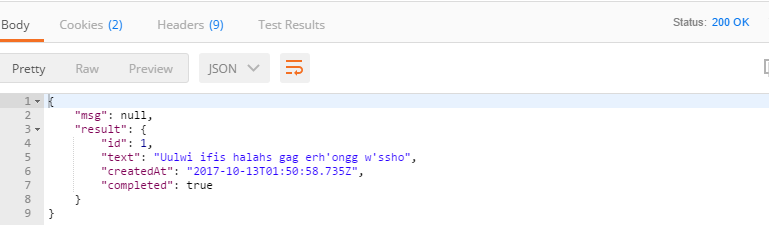 Body Cookies (2) Headers (9) Test Results Status: 200 OK
Pretty Raw Preview JSON
1 {
2 "msg": null,
3 "result": {
4 "id": 1,
5 "text": "Uulwi ifis halahs gag erh'ongg w'ssho",
6 "createdAt": "2017-10-13T01:50:58.735Z",
7 "completed": true
8 }
9 }